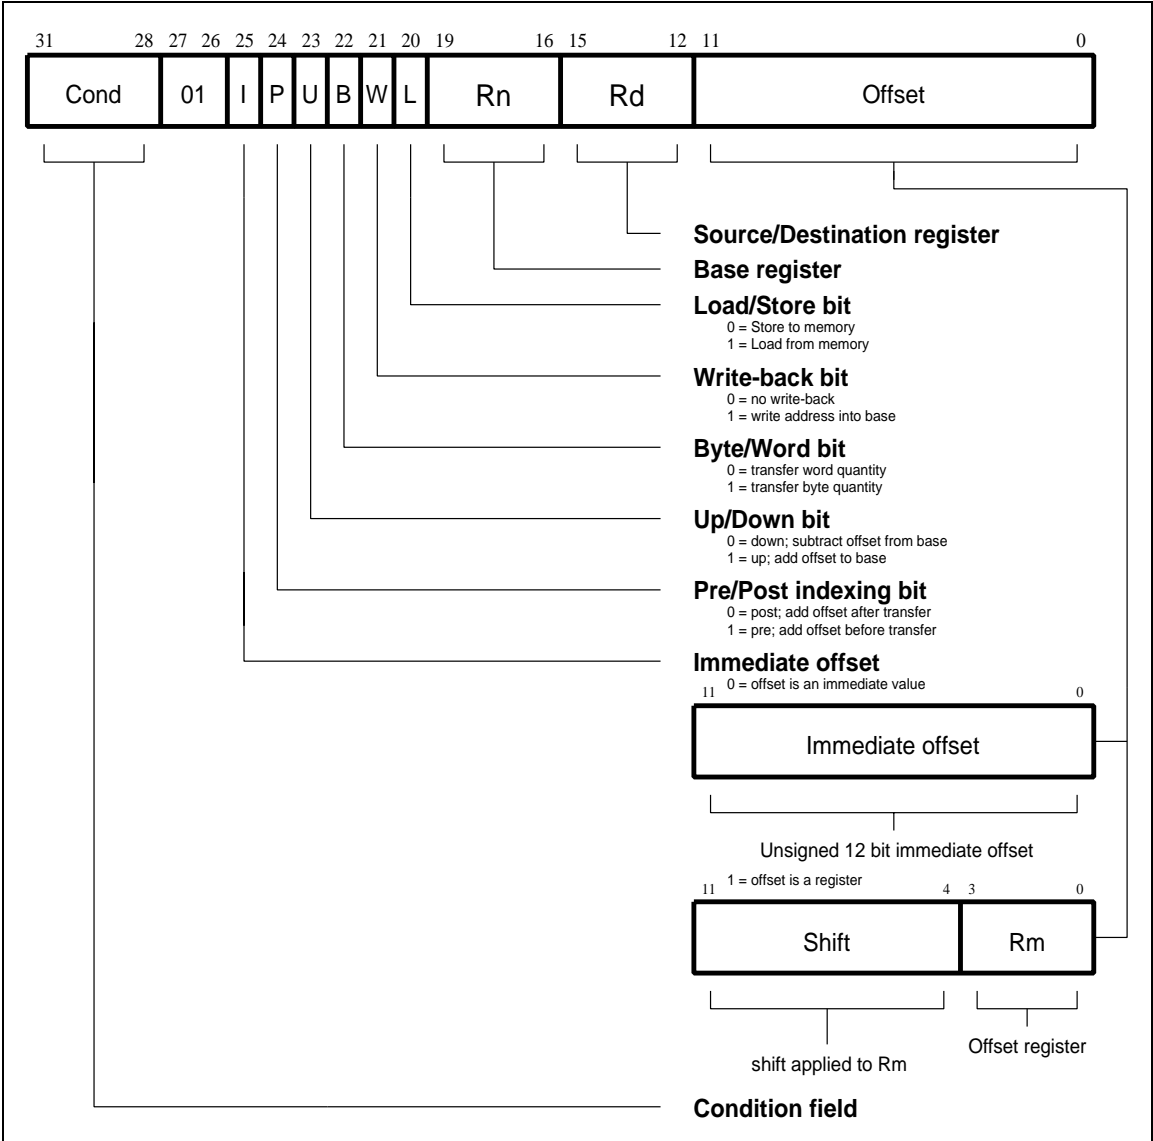 31 28 27 26 25 24 23 22 21 20 19 16 15 12 11 0
Cond 01 I P U B W L Rn Rd Offset
Source/Destination register
Base register
Load/Store bit
0 = Store to memory
1 = Load from memory
Write-back bit
0 = no write-back
1 = write address into base
Byte/Word bit
0 = transfer word quantity
1 = transfer byte quantity
Up/Down bit
0 = down; subtract offset from base
1 = up; add offset to base
Pre/Post indexing bit
0 = post; add offset after transfer
1 = pre; add offset before transfer
Immediate offset
0 = offset is an immediate value
11 0
Immediate offset
Unsigned 12 bit immediate offset
1 = offset is a register
11 4 3 0
Shift Rm
Offset register
shift applied to Rm
Condition field